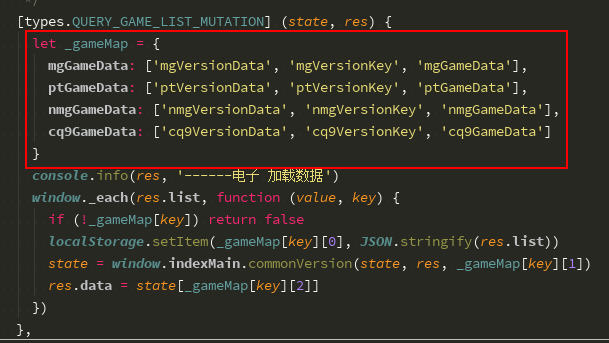 */
[types.QUERY_GAME_LIST_MUTATION] (state, res) {
let _gameMap = {
mgGameData: ['mgVersionData', 'mgVersionKey', 'mgGameData'],
ptGameData: ['ptVersionData', 'ptVersionKey', 'ptGameData'],
nmgGameData: ['nmgVersionData', 'nmgVersionKey', 'nmgGameData'],
cq9GameData: ['cq9VersionData', 'cq9VersionKey', 'cq9GameData']
}
console.info(res, '------电子 加载数据')
window._each(res.list, function (value, key) {
if (!_gameMap[key]) return false
localStorage.setItem(_gameMap[key][0], JSON.stringify(res.list))
state = window.indexMain.commonVersion(state, res, _gameMap[key][1])
res.data = state[_gameMap[key][2]]
})
},